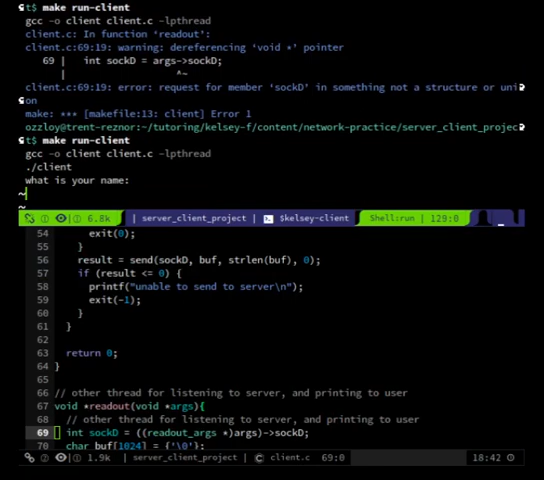 t$ make run-client
gcc -o client client.c -lpthread
client.c: In function ‘readout’:
client.c:69:19: warning: dereferencing ‘void *’ pointer
69 | int sockD = args->sockD;
| ^~
client.c:69:19: error: request for member ‘sockD’ in something not a structure or uni
on
make: *** [makefile:13: client] Error 1
ozzloy@trent-reznor:~/tutoring/kelsey-f/content/network-practice/server_client_projec
t$ make run-client
gcc -o client client.c -lpthread
./client
what is your name:
~
~
① 6.8k | server_client_project | $kelsey-client Shell:run | 129:0
54 exit(0);
55 }
56 result = send(sockD, buf, strlen(buf), 0);
57 if (result <= 0) {
58 printf("unable to send to server\n");
59 exit(-1);
60 }
61 }
62
63 return 0;
64 }
65
66 // other thread for listening to server, and printing to user
67 void *readout(void *args){
68 // other thread for listening to server, and printing to user
69 int sockD = ((readout_args *)args)->sockD;
70 char buf[1024] = {'\0'};
② ① 1.9k | server_client_project | C client.c | 69:0 18:42